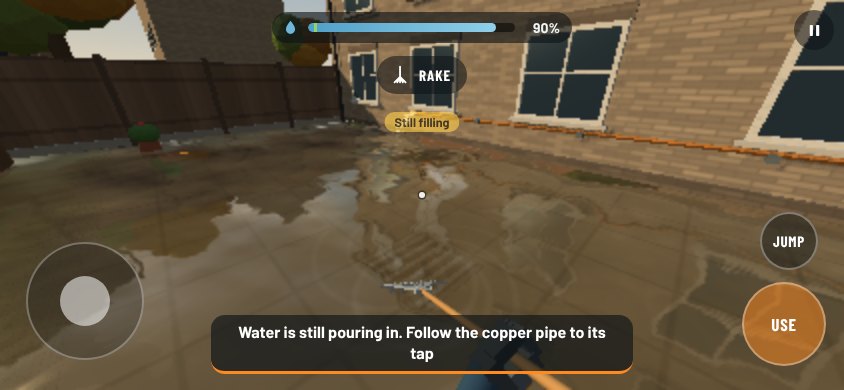 90%
RAKE
Still filling
JUMP
USE
Water is still pouring in. Follow the copper pipe to its
tap